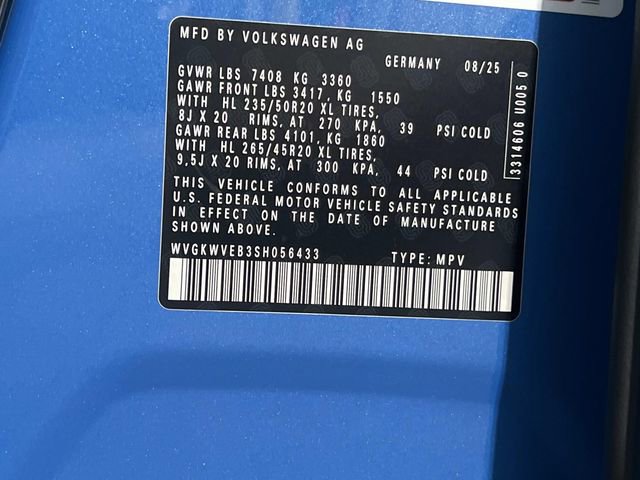 MFD BY VOLKSWAGEN AG
GERMANY 08/25
GVWR LBS 7408 KG 3360
GAWR FRONT LBS 3417, KG 1550
WITH HL 235/50R20 XL TIRES,
8J X 20 RIMS, AT 270 KPA, 39 PSI COLD
GAWR REAR LBS 4101, KG 1860
WITH HL 265/45R20 XL TIRES,
9.5J X 20 RIMS, AT 300 KPA, 44 PSI COLD
THIS VEHICLE CONFORMS TO ALL APPLICABLE
U.S. FEDERAL MOTOR VEHICLE SAFETY STANDARDS
IN EFFECT ON THE DATE OF MANUFACTURE
SHOWN ABOVE.
WVGKWVEB3SH056433 TYPE: MPV
3314606 U005 0